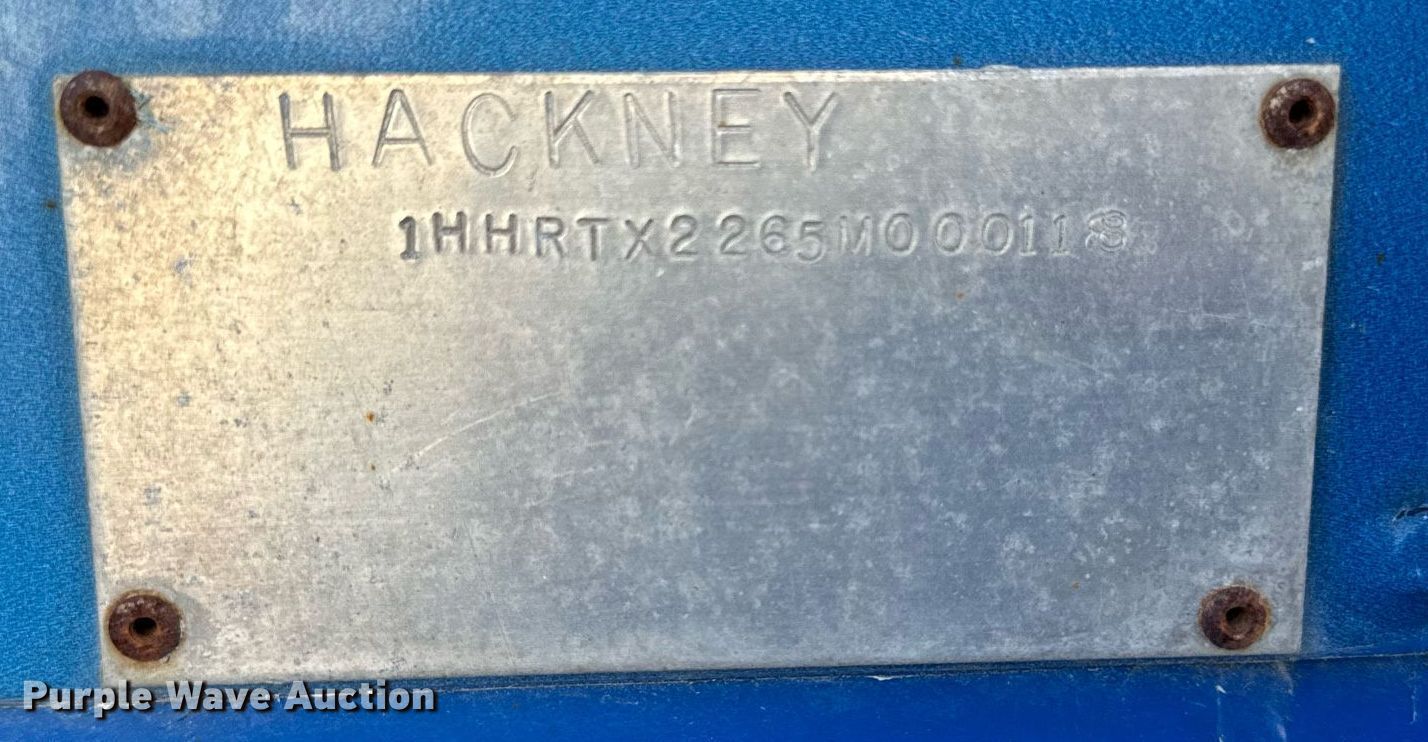 HACKNEY
1HHRTX2265M000118
Purple Wave Auction